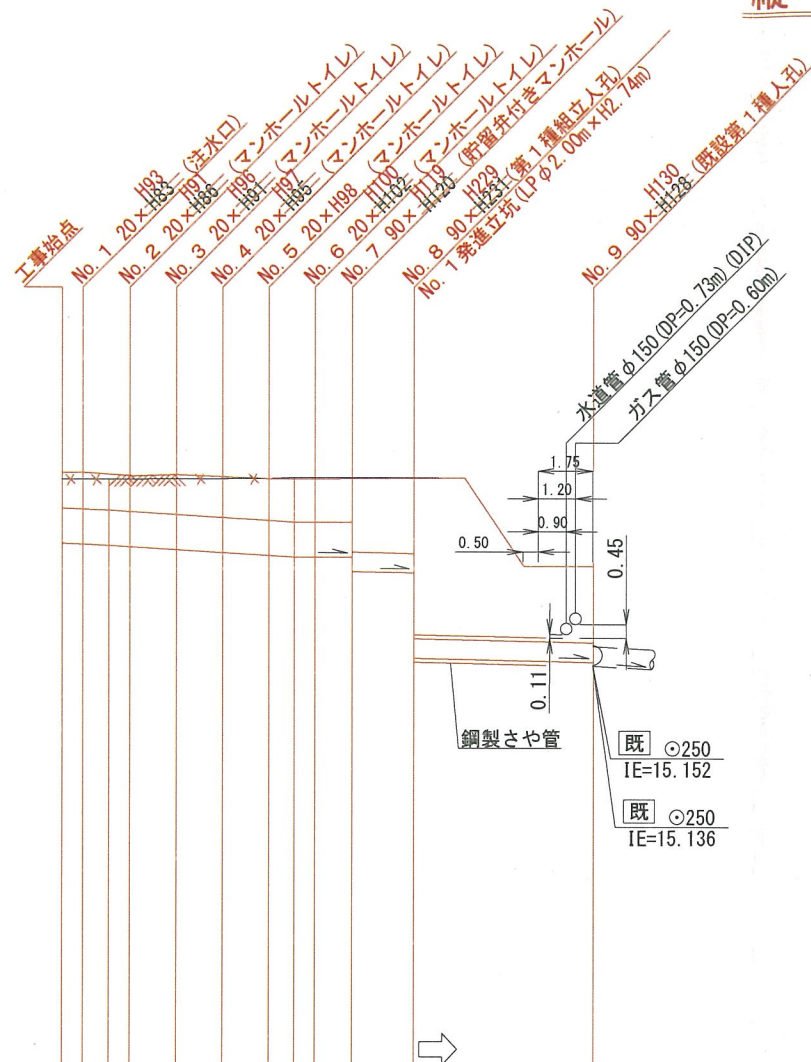 工事始点
H93
No. 1 20×H83 (注水口)
H91
No. 2 20×H86 (マンホールトイレ)
H96
No. 3 20×H91 (マンホールトイレ)
H97
No. 4 20×H95 (マンホールトイレ)
No. 5 20×H98 (マンホールトイレ)
H100
No. 6 20×H102 (マンホールトイレ)
H119
No. 7 90×H120 (貯留弁付きマンホール)
H229
No. 8 90×H231 (第1種組立人孔)
No. 1発進立坑(LPφ2.00m×H2.74m)
H130
No. 9 90×H128 (既設第1種人孔)
水道管φ150(DP=0.73m)(DIP)
ガス管φ150(DP=0.60m)
1.75
1.20
0.90
0.50
0.45
0.11
鋼製さや管
既 ⊙250
IE=15.152
既 ⊙250
IE=15.136